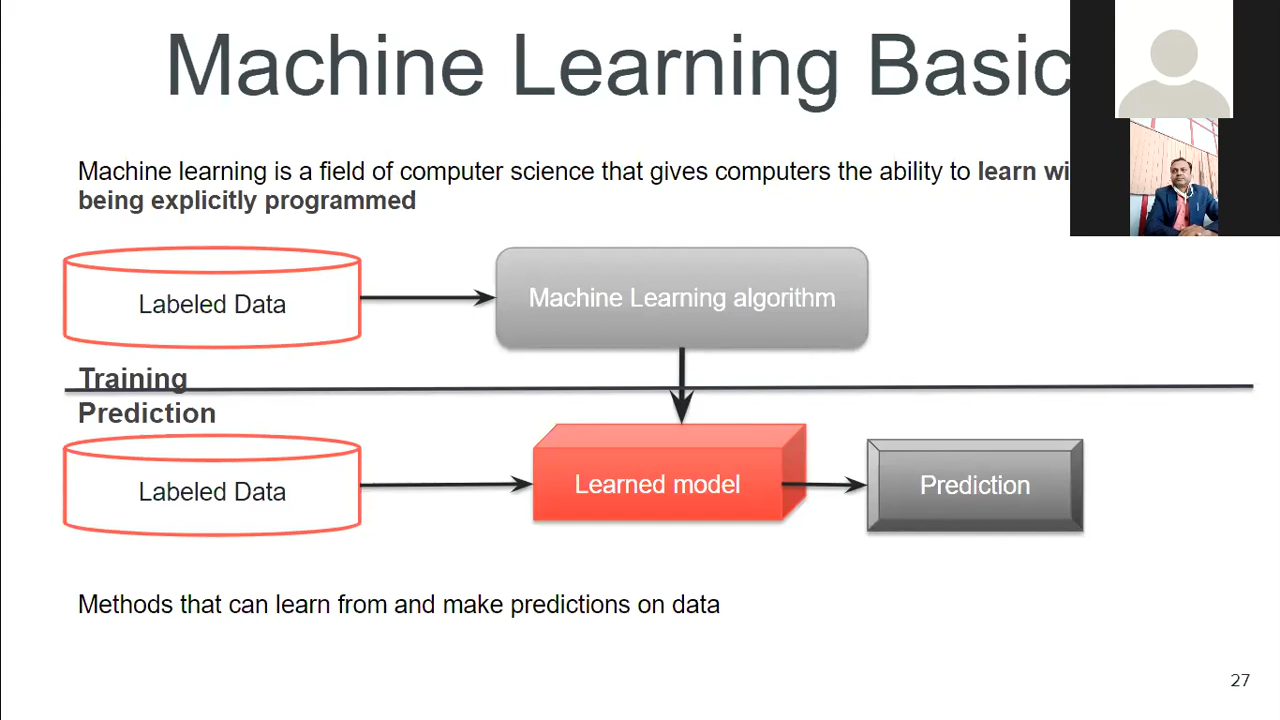 Machine Learning Basic
Machine learning is a field of computer science that gives computers the ability to learn wi
being explicitly programmed
Labeled Data
Machine Learning algorithm
Training
Prediction
Labeled Data
Learned model
Prediction
Methods that can learn from and make predictions on data
27